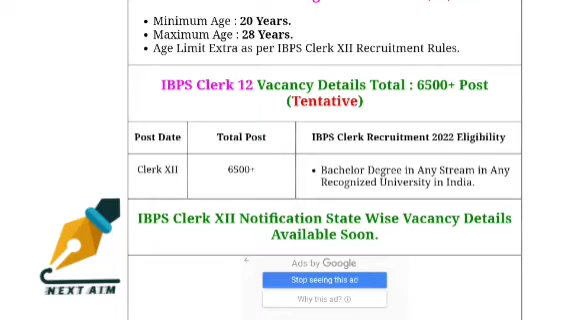 Minimum Age : 20 Years.
Maximum Age : 28 Years.
Age Limit Extra as per IBPS Clerk XII Recruitment Rules.
IBPS Clerk 12 Vacancy Details Total : 6500+ Post
(Tentative)
Post Date Total Post IBPS Clerk Recruitment 2022 Eligibility
Clerk XII 6500+ Bachelor Degree in Any Stream in Any
Recognized University in India.
IBPS Clerk XII Notification State Wise Vacancy Details
Available Soon.
Ads by Google
Stop seeing this ad
Why this ad?
NEXT AIM